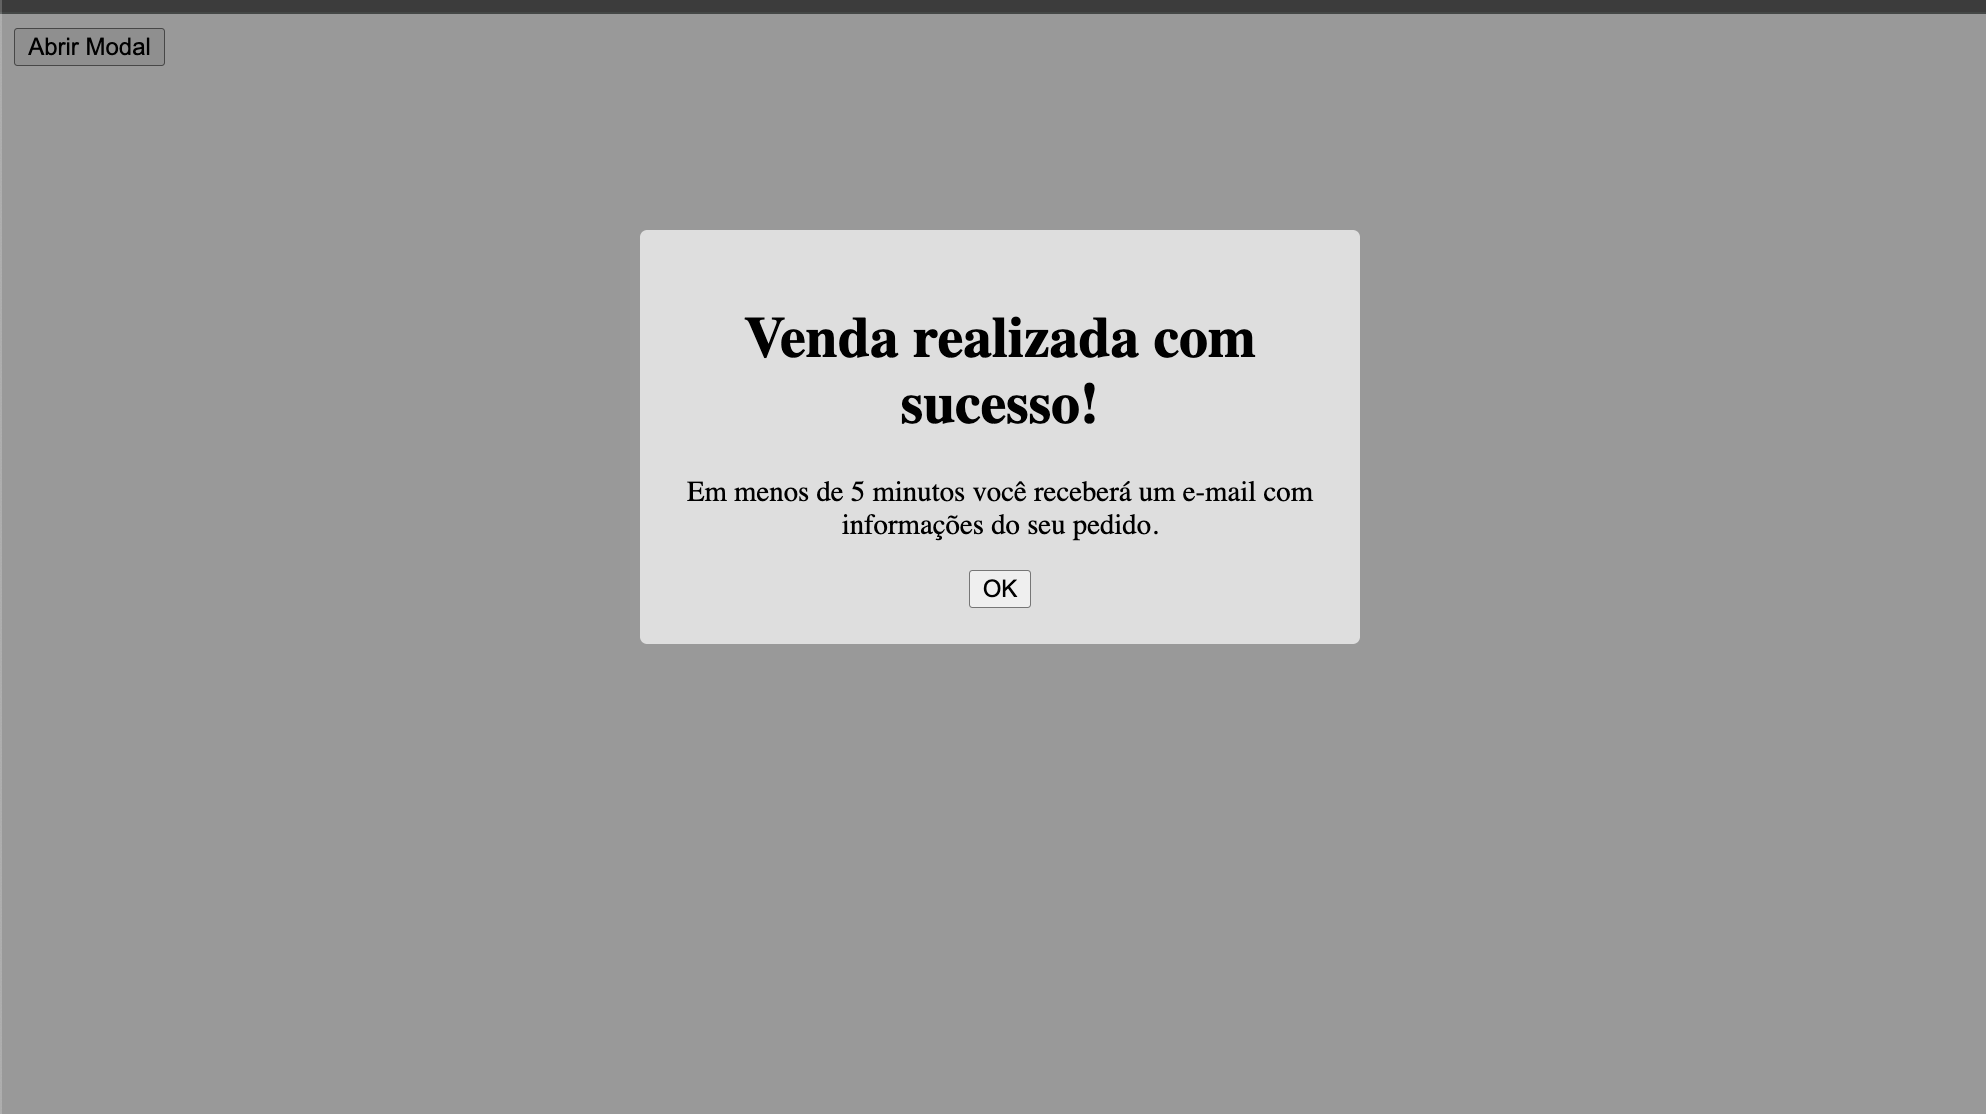 Abrir Modal
Venda realizada com
sucesso!
Em menos de 5 minutos você receberá um e-mail com
informações do seu pedido.
OK